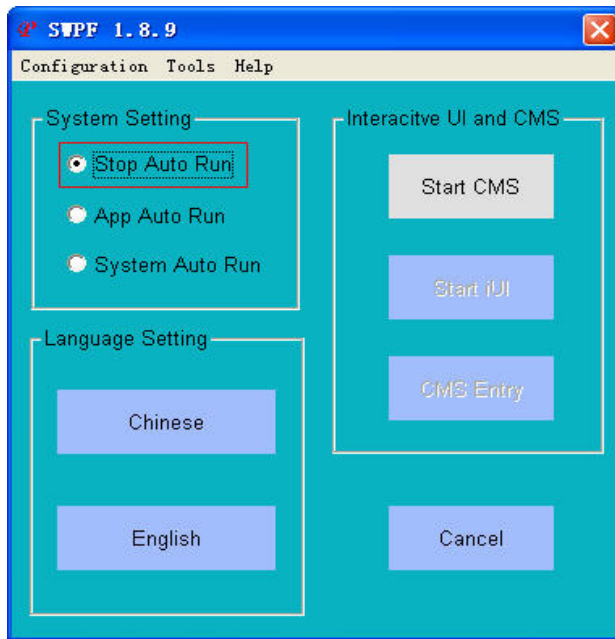 SWPF 1.8.9
Configuration Tools Help
System Setting
Stop Auto Run
App Auto Run
System Auto Run
Language Setting
Chinese
English
Interacitve UI and CMS
Start CMS
Start iUI
CMS Entry
Cancel